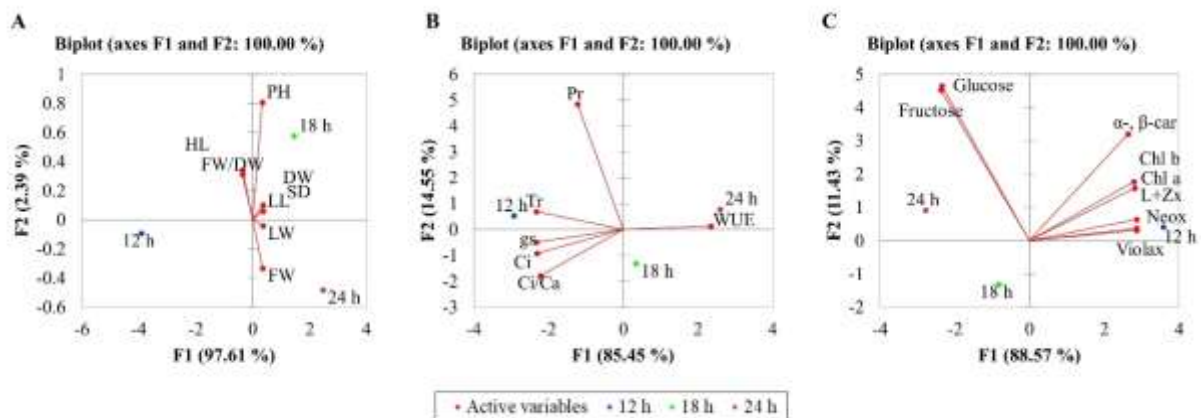 A
Biplot (axes F1 and F2: 100.00 %)
F2 (2.39 %)
1
0.8
0.6
0.4
0.2
0
-0.2
-0.4
-0.6
PH
18 h
HL
FW/DW
DW
SD
LL
LW
12 h
FW
24 h
-6 -4 -2 0 2 4
F1 (97.61 %)
B
Biplot (axes F1 and F2: 100.00 %)
F2 (14.55 %)
6
5
4
3
2
1
0
-1
-2
-3
Pr
12 h Tr
24 h
WUE
gs
Ci
18 h
Ci/Ca
-4 -2 0 2 4
F1 (85.45 %)
C
Biplot (axes F1 and F2: 100.00 %)
F2 (11.43 %)
5
4
3
2
1
0
-1
-2
Glucose
Fructose
α-, β-car
Chl b
Chl a
L+Zx
24 h
Neox
12 h
Violax
18 h
-4 -2 0 2 4
F1 (88.57 %)
Active variables 12 h 18 h 24 h